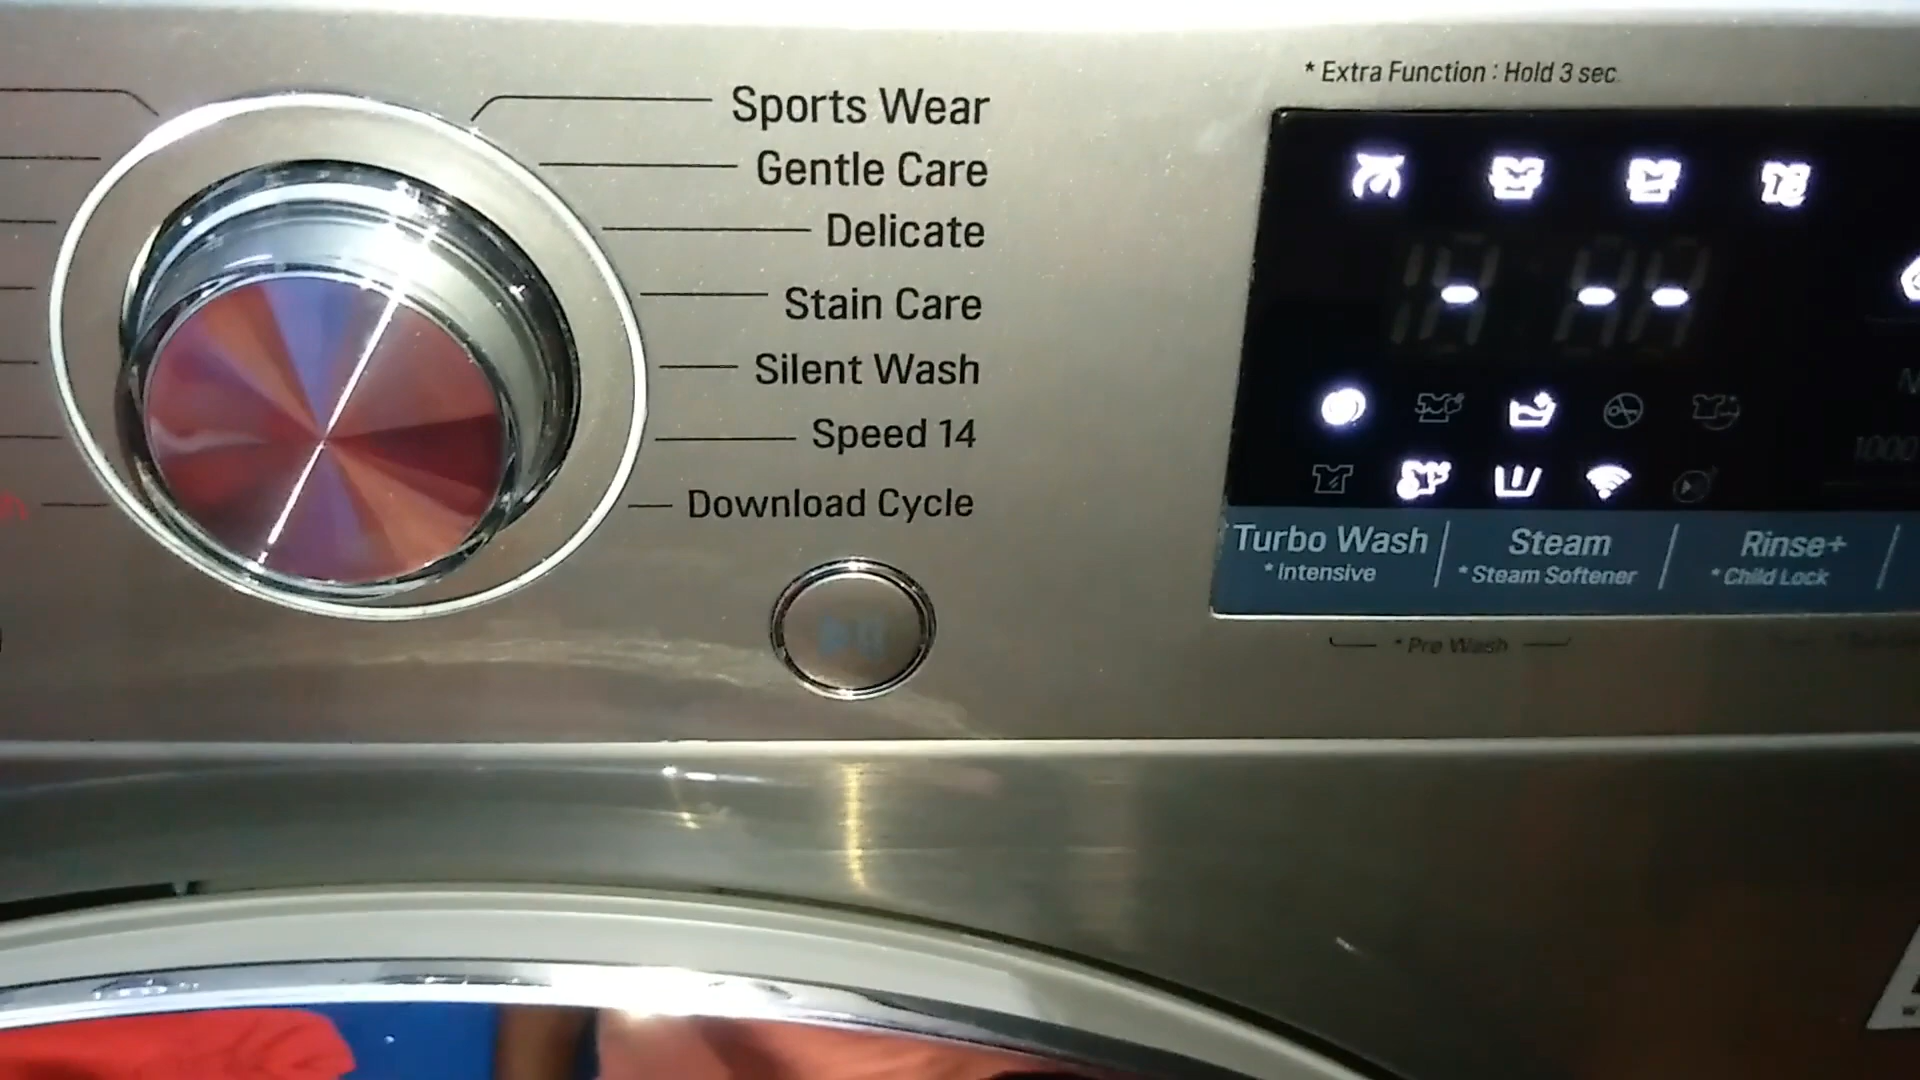 * Extra Function : Hold 3 sec.
Sports Wear
Gentle Care
Delicate
Stain Care
Silent Wash
Speed 14
Download Cycle
- - -
1000
Turbo Wash
* Intensive
Steam
* Steam Softener
Rinse+
* Child Lock
* Pre Wash